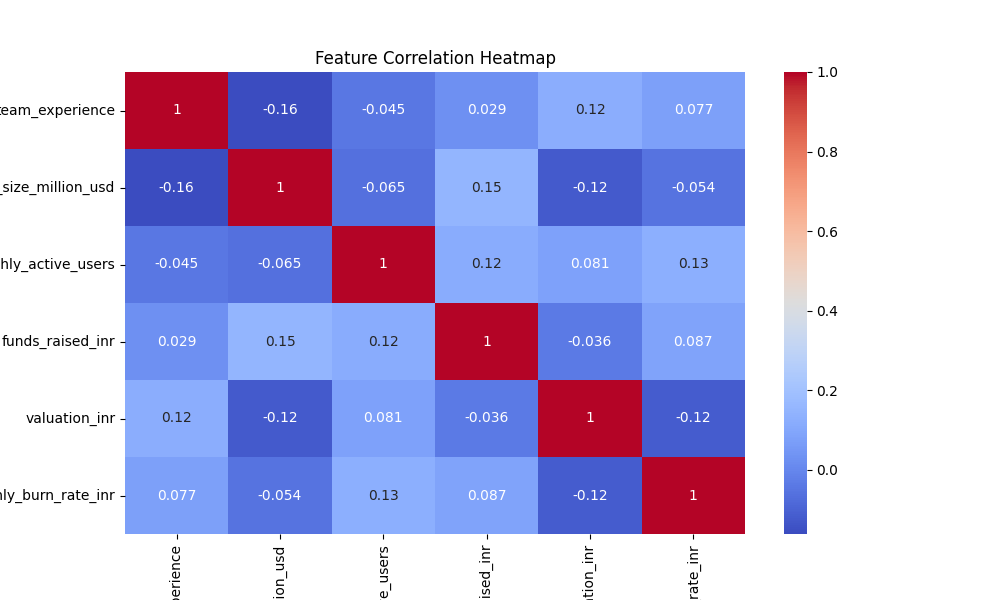 Feature Correlation Heatmap
team_experience 1 -0.16 -0.045 0.029 0.12 0.077
_size_million_usd -0.16 1 -0.065 0.15 -0.12 -0.054
hly_active_users -0.045 -0.065 1 0.12 0.081 0.13
funds_raised_inr 0.029 0.15 0.12 1 -0.036 0.087
valuation_inr 0.12 -0.12 0.081 -0.036 1 -0.12
hly_burn_rate_inr 0.077 -0.054 0.13 0.087 -0.12 1
perience
ion_usd
e_users
ised_inr
ation_inr
rate_inr
1.0
0.8
0.6
0.4
0.2
0.0